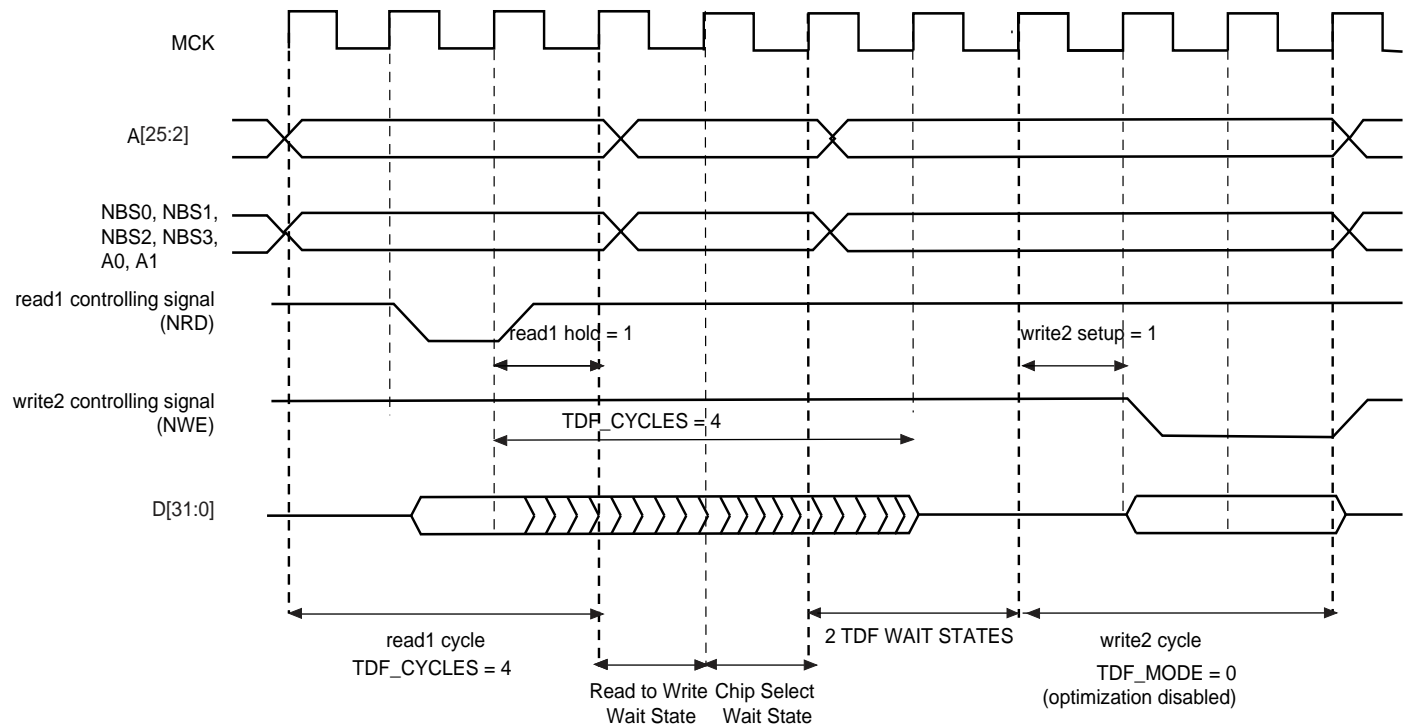 MCK
A[25:2]
NBS0, NBS1,
NBS2, NBS3,
A0, A1
read1 controlling signal
(NRD)
read1 hold = 1
write2 setup = 1
write2 controlling signal
(NWE)
TDF_CYCLES = 4
D[31:0]
read1 cycle
TDF_CYCLES = 4
2 TDF WAIT STATES
write2 cycle
TDF_MODE = 0
(optimization disabled)
Read to Write
Wait State
Chip Select
Wait State